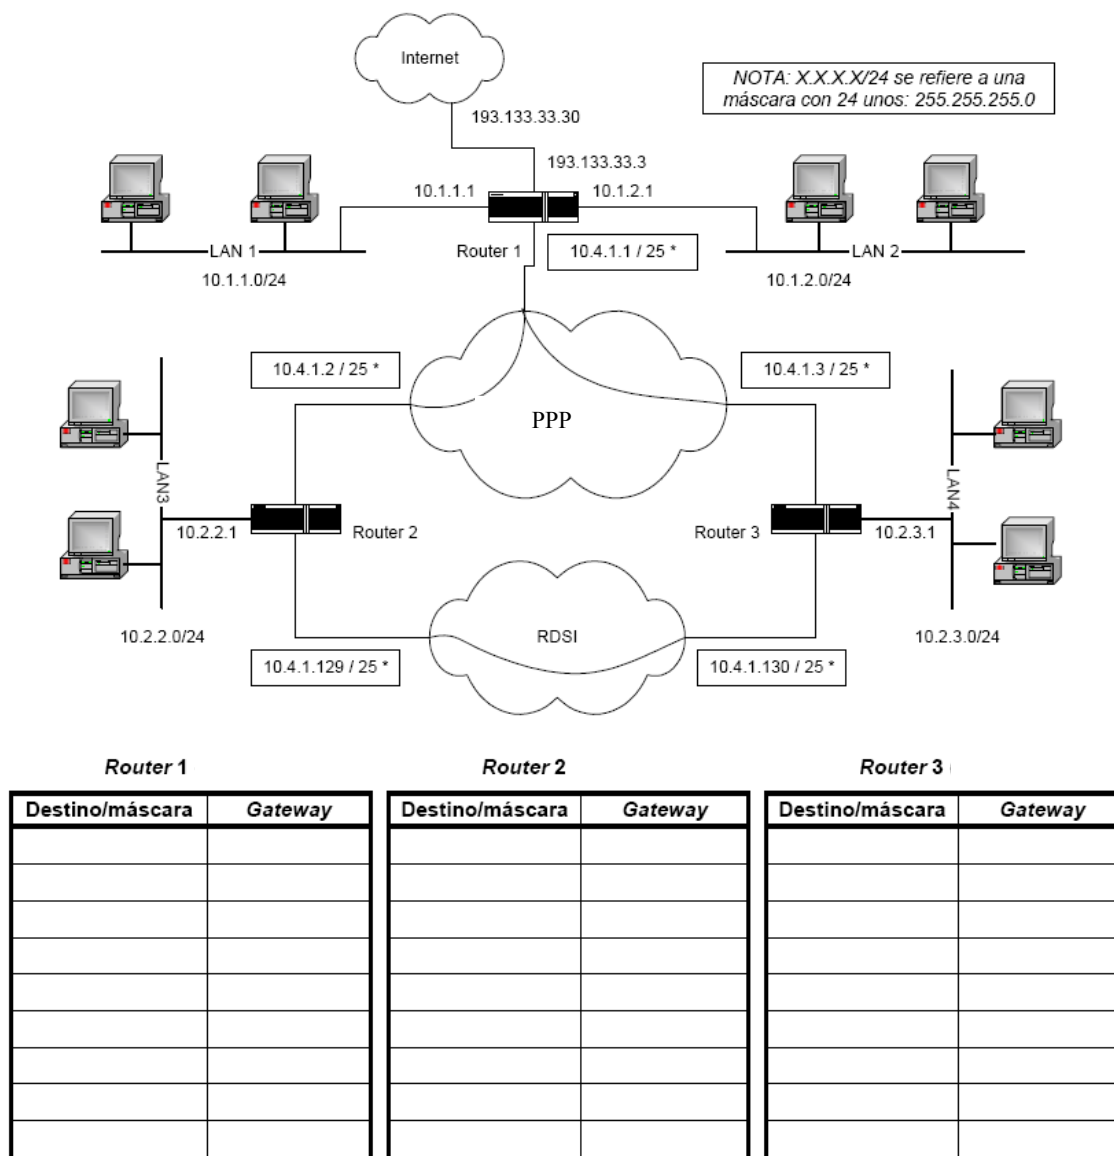 Internet
NOTA: X.X.X.X/24 se refiere a una
máscara con 24 unos: 255.255.255.0
193.133.33.30
193.133.33.3
10.1.1.1
10.1.2.1
LAN 1
Router 1
10.4.1.1 / 25 *
LAN 2
10.1.1.0/24
10.1.2.0/24
10.4.1.2 / 25 *
10.4.1.3 / 25 *
PPP
LAN3
LAN4
10.2.2.1
Router 2
Router 3
10.2.3.1
10.2.2.0/24
RDSI
10.2.3.0/24
10.4.1.129 / 25 *
10.4.1.130 / 25 *
Router 1
Router 2
Router 3
Destino/máscara Gateway
Destino/máscara Gateway
Destino/máscara Gateway